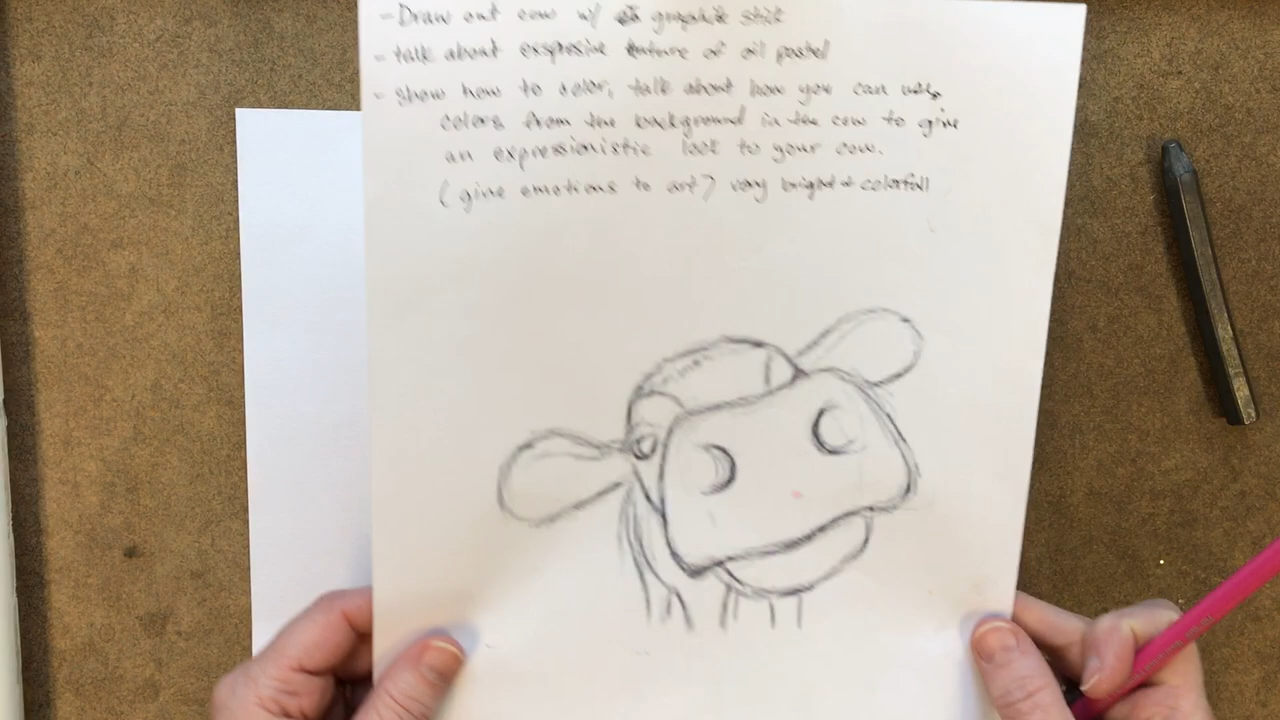 - Draw out cow w/ graphite stick
- talk about exspresive nature of oil pastel
- Show how to color, talk about how you can use
colors from the background in the cow to give
an expressionistic look to your cow.
(give emotions to art) very bright & colorfull